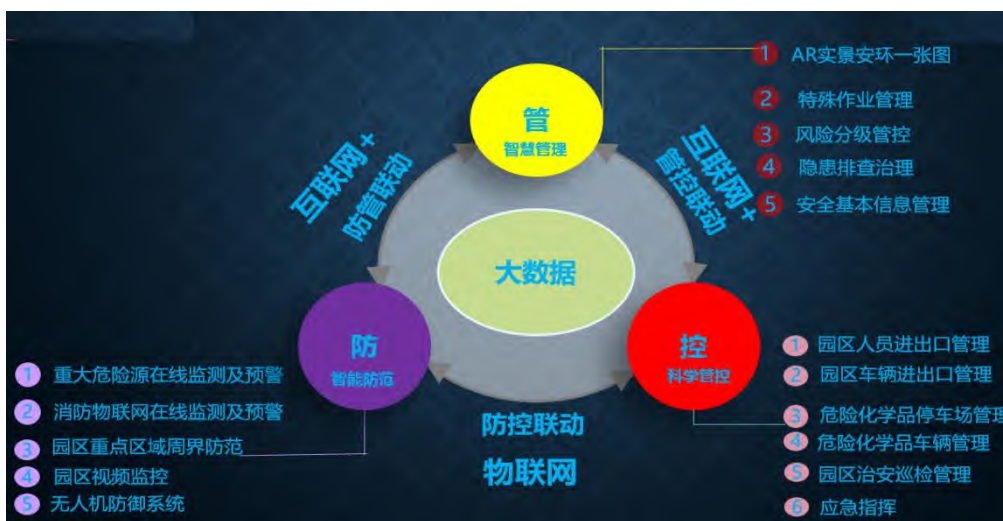 1 AR实景安环一张图
2 特殊作业管理
3 风险分级管控
4 隐患排查治理
5 安全基本信息管理
管
智慧管理
互联网+
防管联动
互联网+
管控联动
大数据
防
智能防范
控
科学管控
防控联动
物联网
1 重大危险源在线监测及预警
2 消防物联网在线监测及预警
3 园区重点区域周界防范
4 园区视频监控
5 无人机防御系统
1 园区人员进出口管理
2 园区车辆进出口管理
3 危险化学品停车场管理
4 危险化学品车辆管理
5 园区治安巡检管理
6 应急指挥